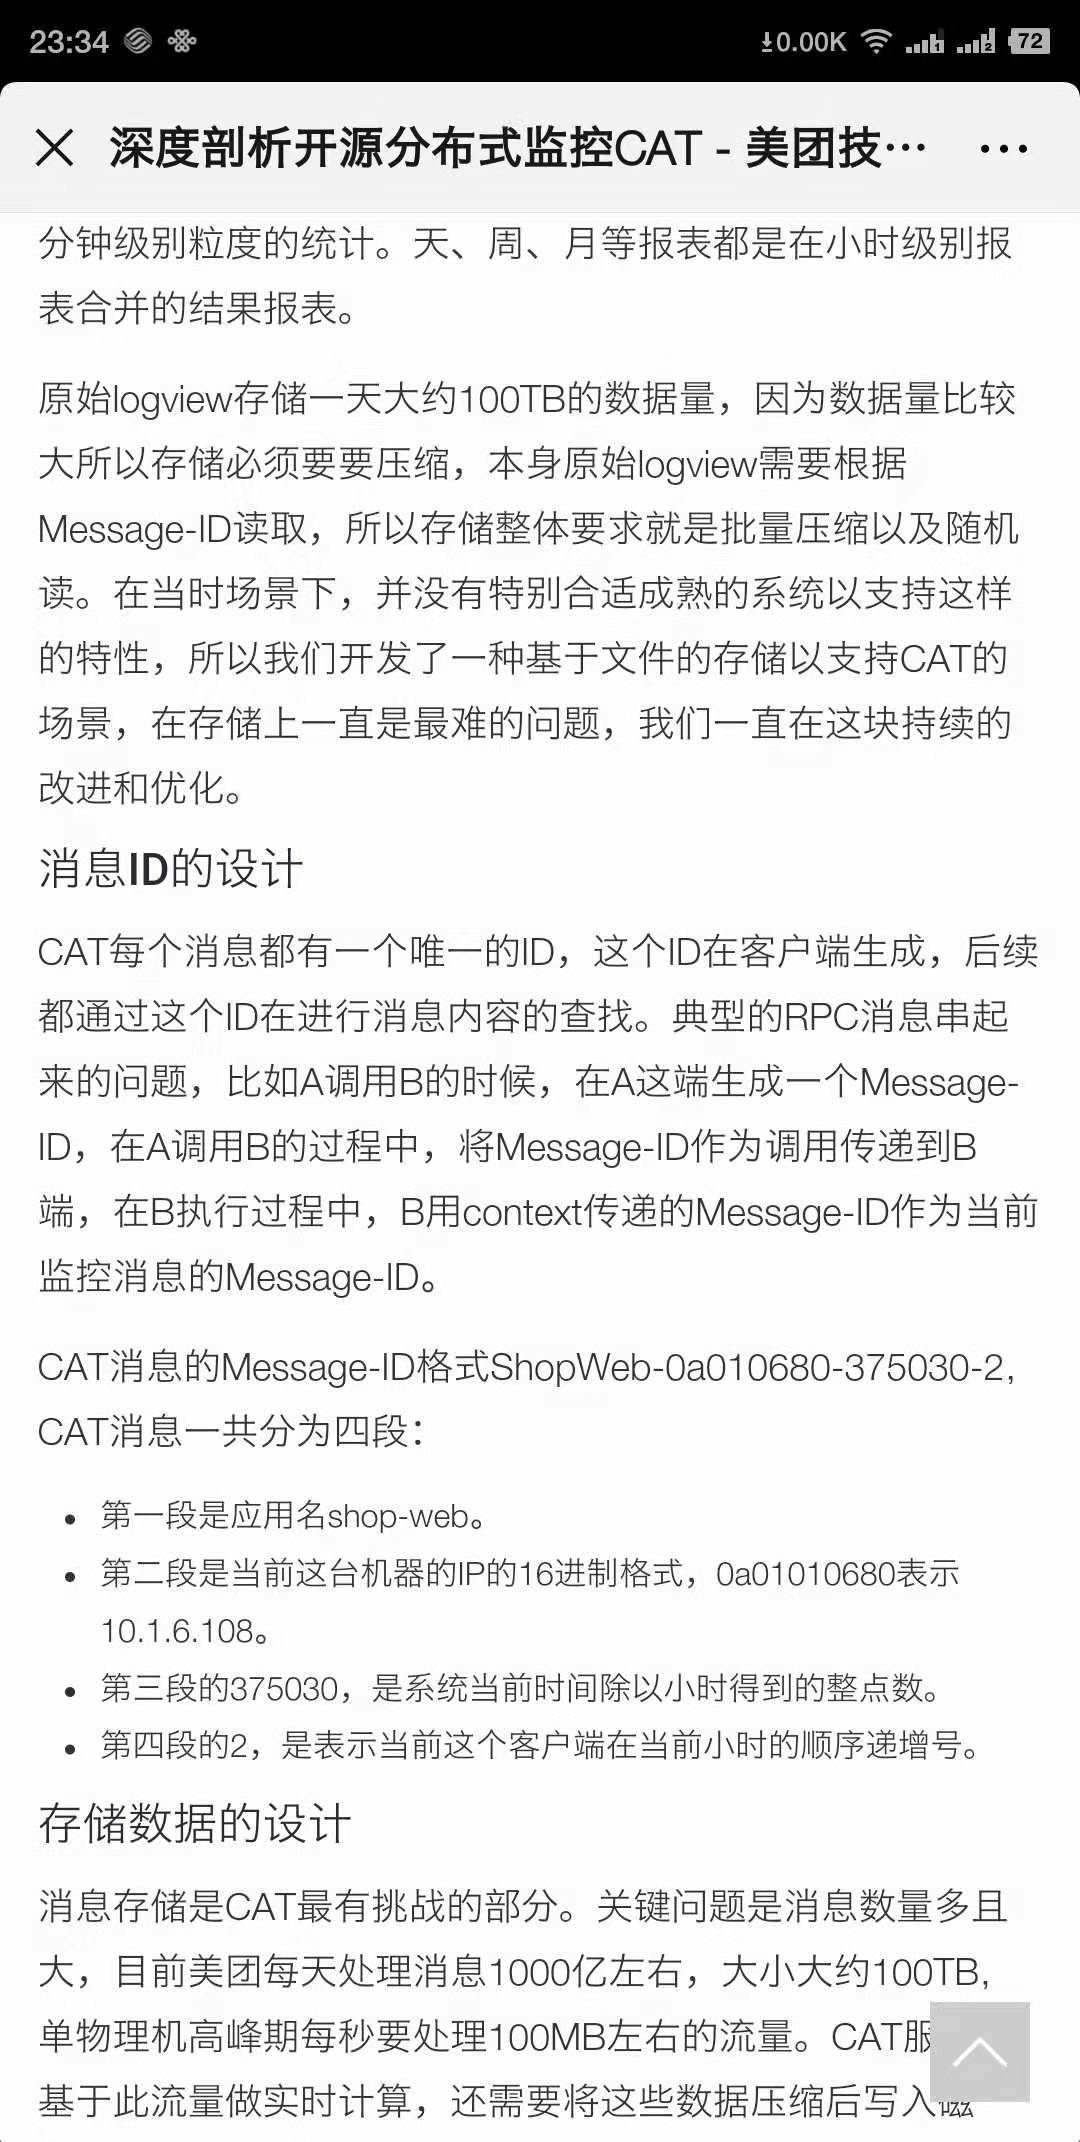 23:34
0.00K
1
2
72
深度剖析开源分布式监控CAT - 美团技…
分钟级别粒度的统计。天、周、月等报表都是在小时级别报
表合并的结果报表。
原始logview存储一天大约100TB的数据量，因为数据量比较
大所以存储必须要要压缩，本身原始logview需要根据
Message-ID读取，所以存储整体要求就是批量压缩以及随机
读。在当时场景下，并没有特别合适成熟的系统以支持这样
的特性，所以我们开发了一种基于文件的存储以支持CAT的
场景，在存储上一直是最难的问题，我们一直在这块持续的
改进和优化。
消息ID的设计
CAT每个消息都有一个唯一的ID，这个ID在客户端生成，后续
都通过这个ID在进行消息内容的查找。典型的RPC消息串起
来的问题，比如A调用B的时候，在A这端生成一个Message-
ID，在A调用B的过程中，将Message-ID作为调用传递到B
端，在B执行过程中，B用context传递的Message-ID作为当前
监控消息的Message-ID。
CAT消息的Message-ID格式ShopWeb-0a010680-375030-2,
CAT消息一共分为四段：
• 第一段是应用名shop-web。
• 第二段是当前这台机器的IP的16进制格式，0a01010680表示
10.1.6.108。
• 第三段的375030，是系统当前时间除以小时得到的整点数。
• 第四段的2，是表示当前这个客户端在当前小时的顺序递增号。
存储数据的设计
消息存储是CAT最有挑战的部分。关键问题是消息数量多且
大，目前美团每天处理消息1000亿左右，大小大约100TB,
单物理机高峰期每秒要处理100MB左右的流量。CAT服
基于此流量做实时计算，还需要将这些数据压缩后写入磁